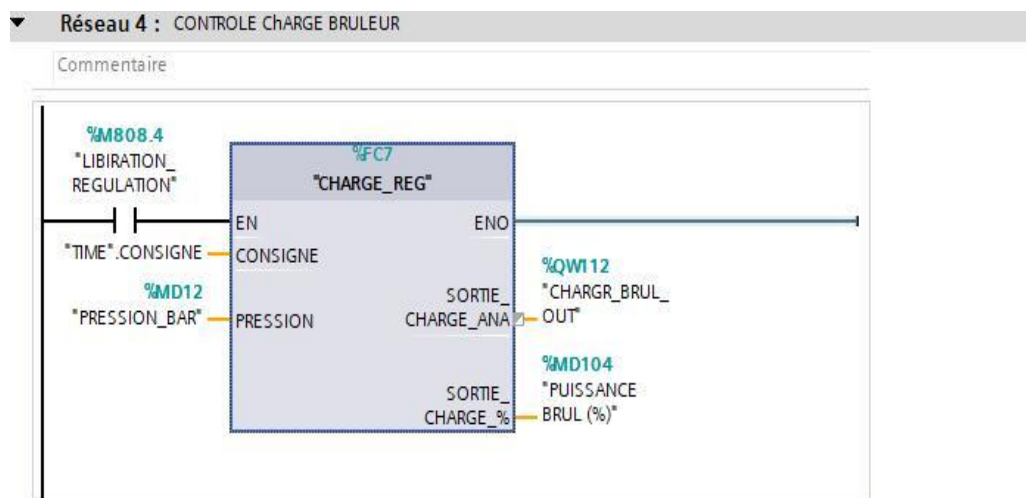 Réseau 4 : CONTROLE ChARGE BRULEUR
Commentaire
%M808.4
"LIBIRATION_
REGULATION"
%FC7
"CHARGE_REG"
EN
ENO
"TIME".CONSIGNE
CONSIGNE
%MD12
"PRESSION_BAR"
PRESSION
SORTIE_
CHARGE_ANA
%QW112
"CHARGR_BRUL_
OUT"
SORTIE_
CHARGE_%
%MD104
"PUISSANCE
BRUL (%)"